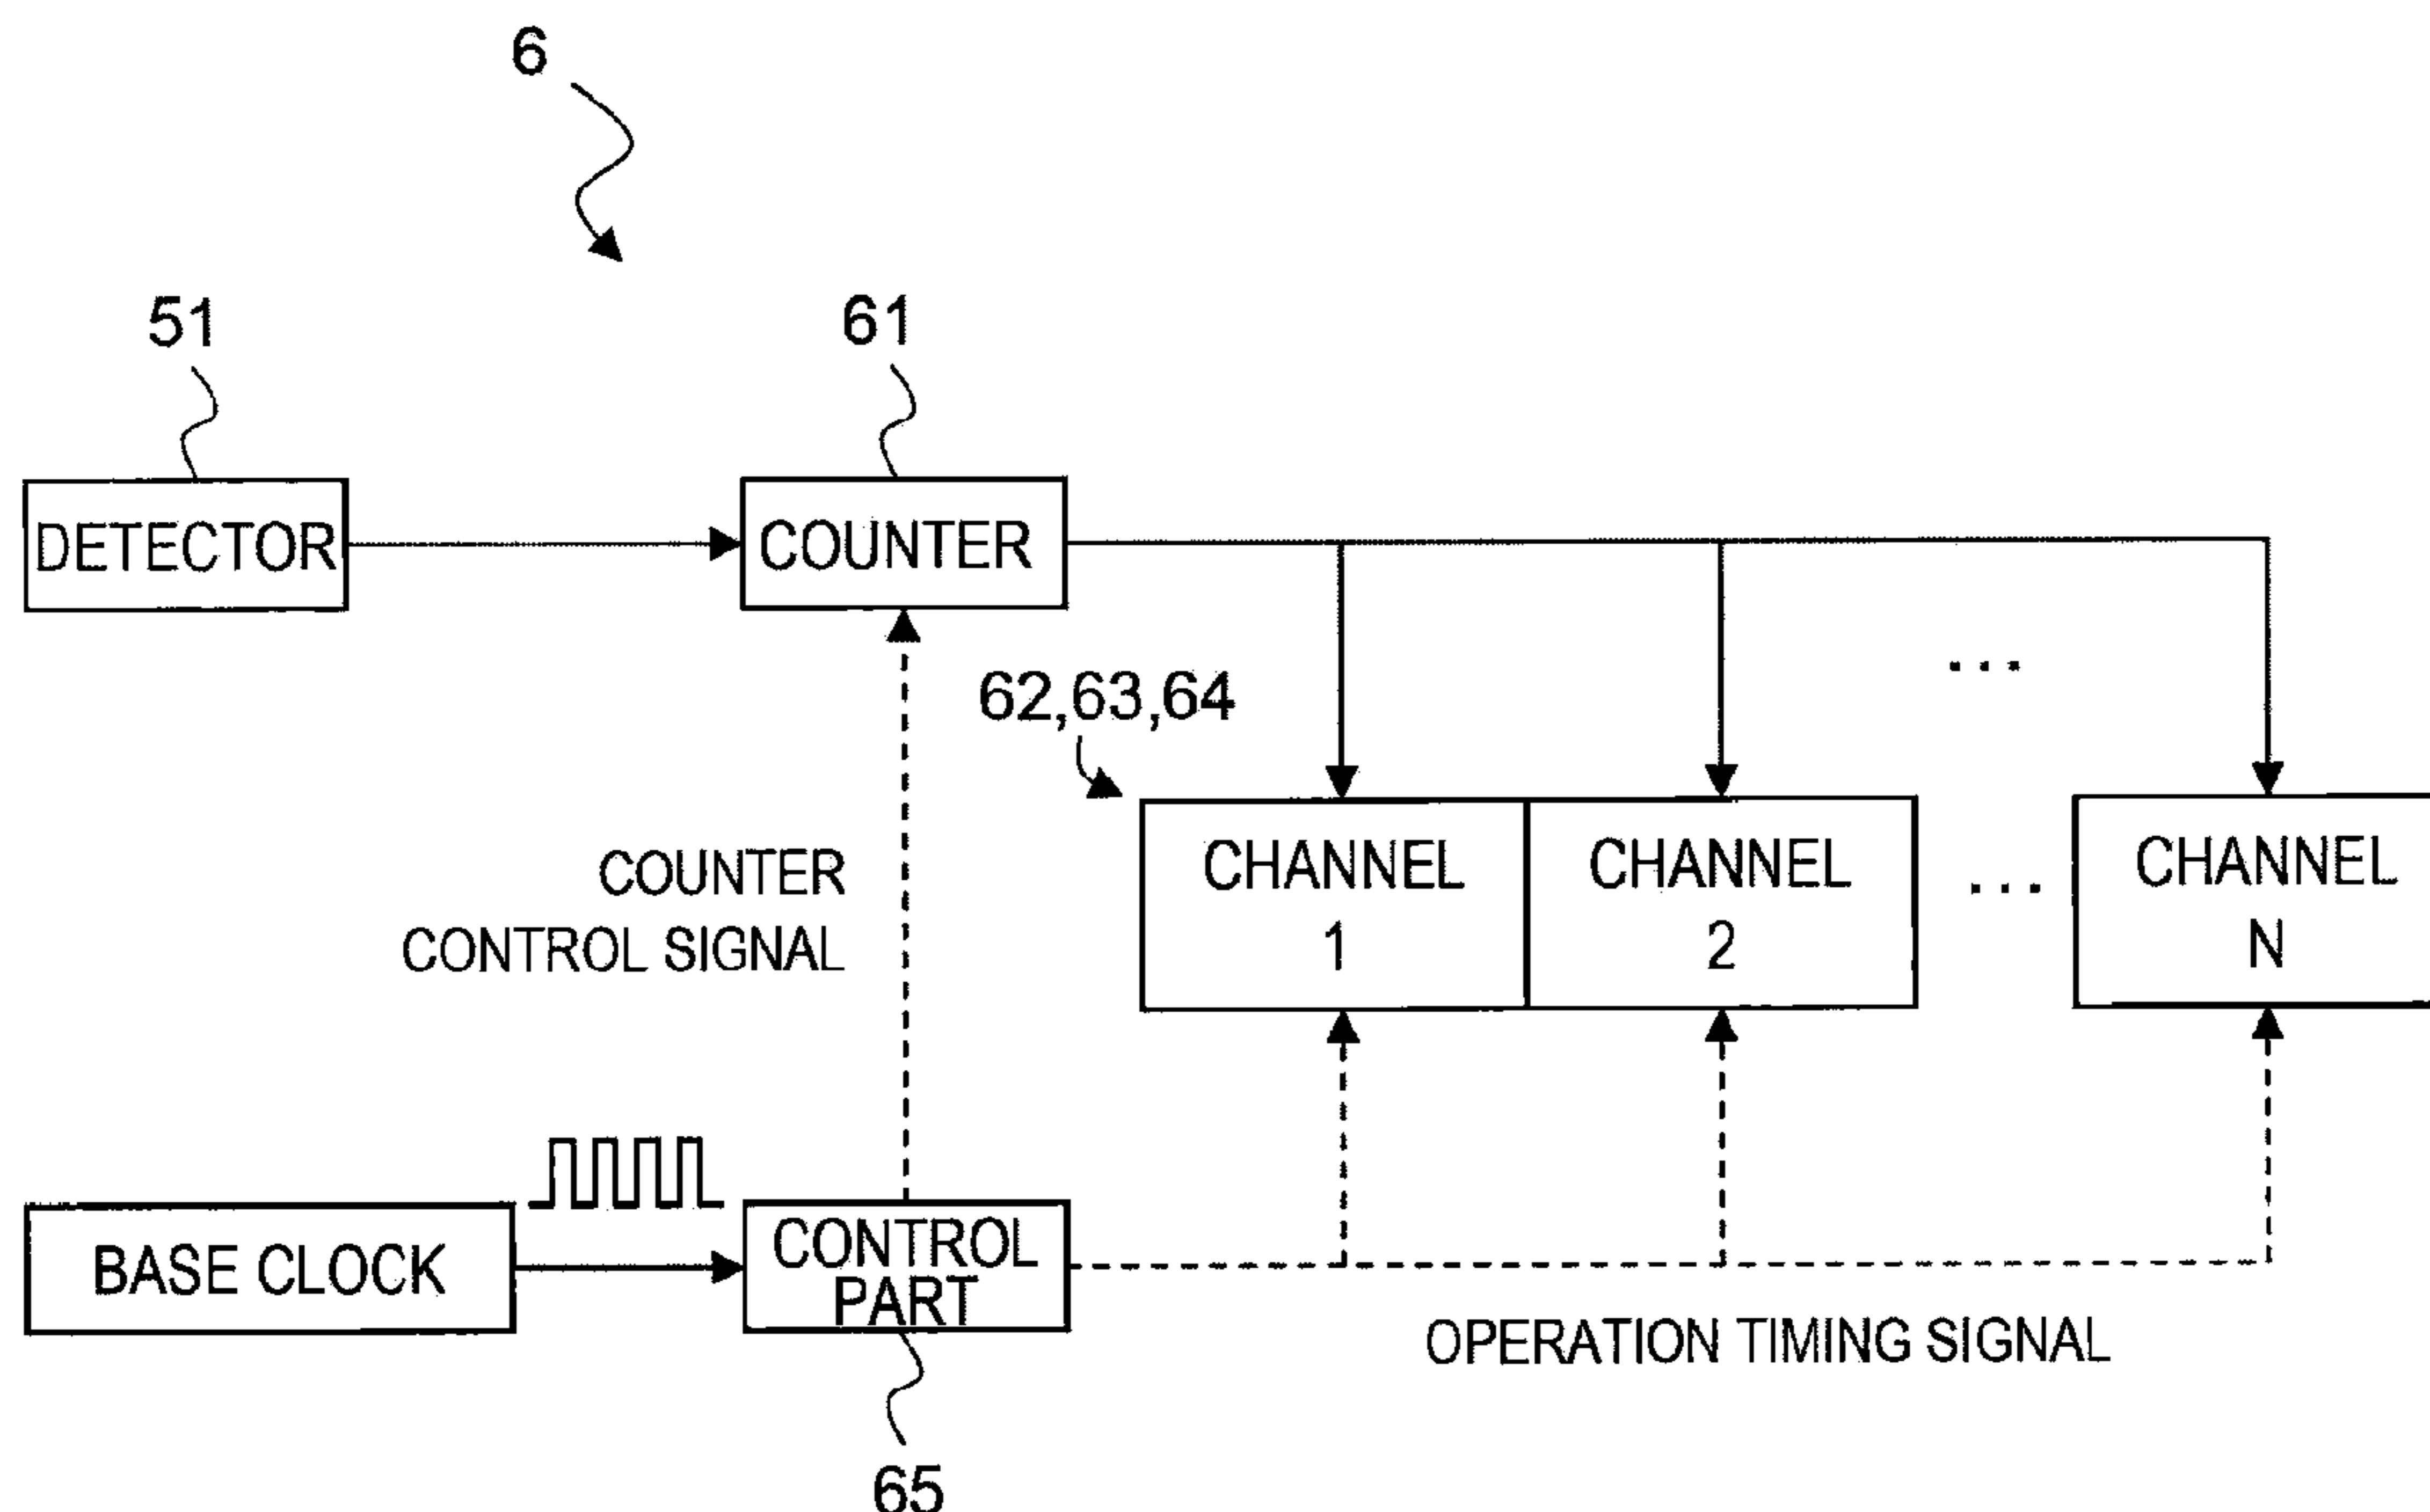 6
51
61
DETECTOR
COUNTER
...
62,63,64
CHANNEL
1
CHANNEL
2
...
CHANNEL
N
COUNTER
CONTROL SIGNAL
BASE CLOCK
CONTROL
PART
OPERATION TIMING SIGNAL
65